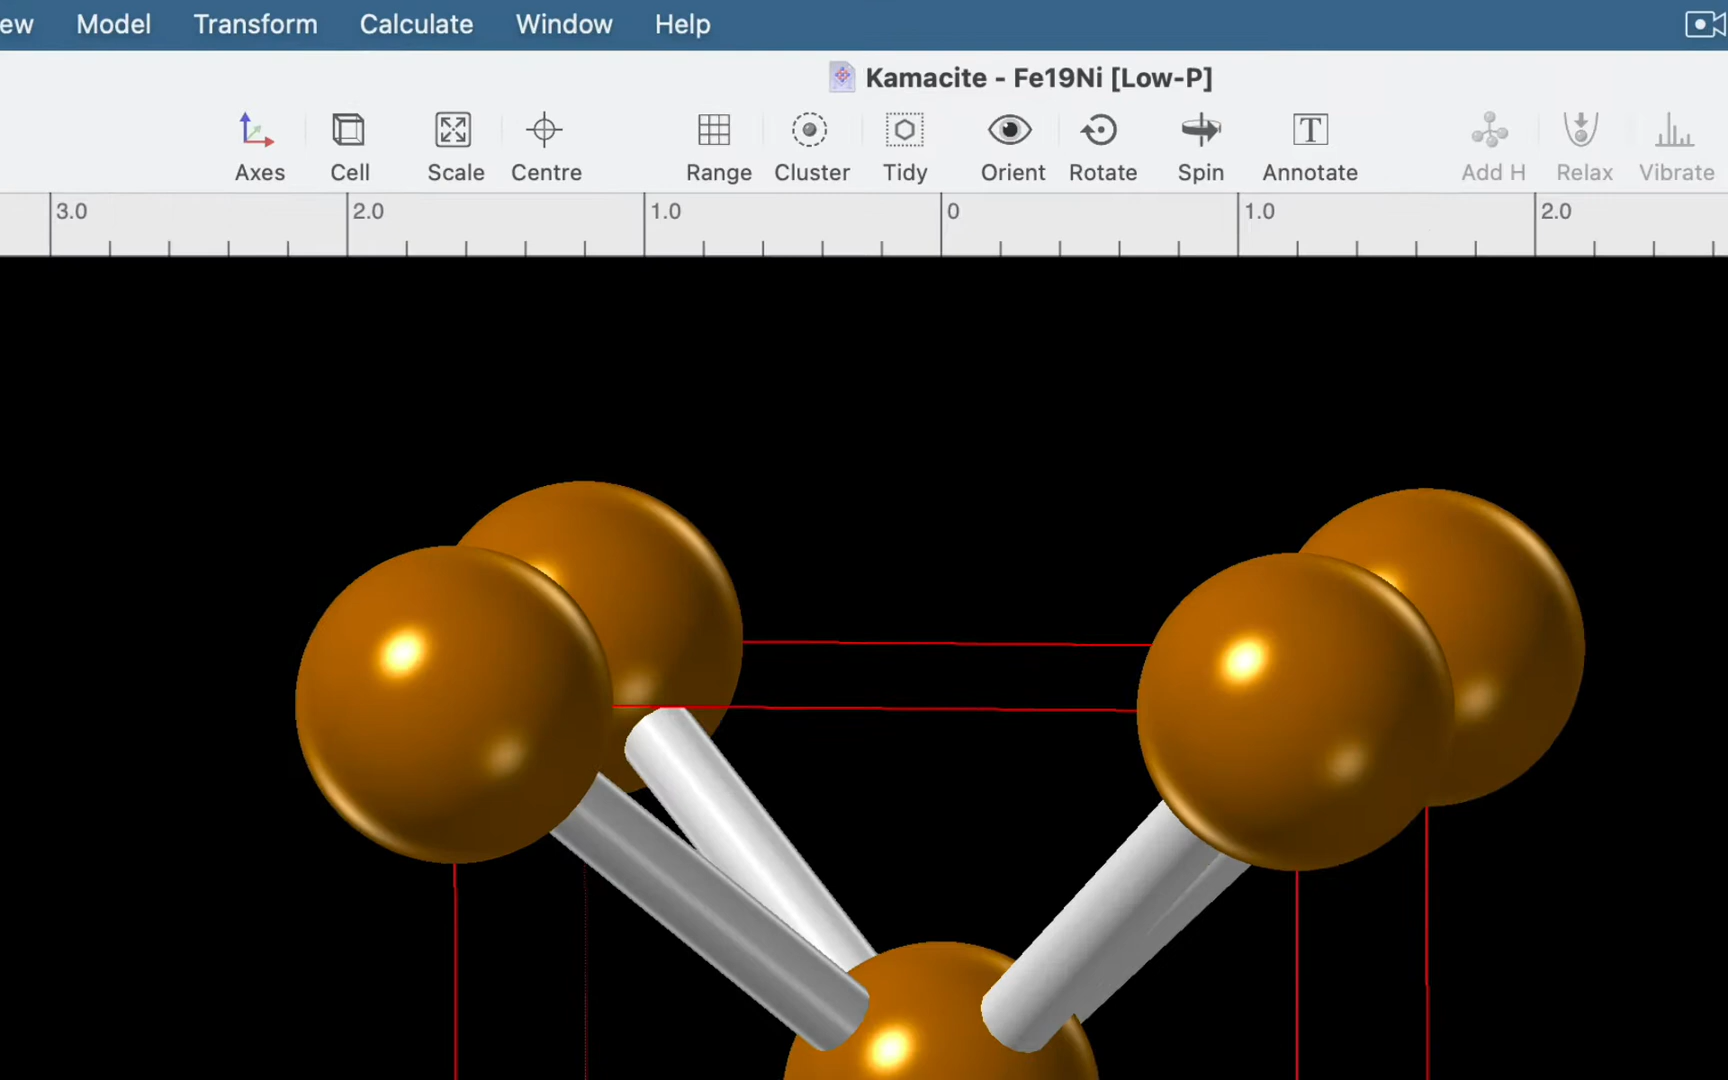 ew Model Transform Calculate Window Help
Kamacite - Fe19Ni [Low-P]
Axes Cell Scale Centre Range Cluster Tidy Orient Rotate Spin Annotate Add H Relax Vibrate
3.0 2.0 1.0 0 1.0 2.0